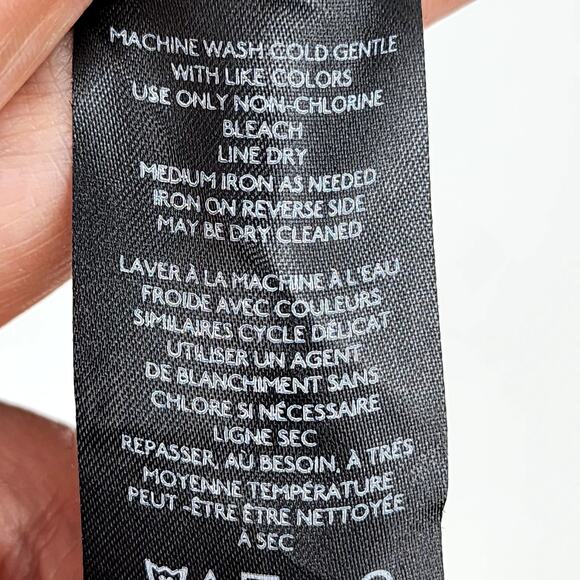 MACHINE WASH COLD GENTLE
WITH LIKE COLORS
USE ONLY NON-CHLORINE
BLEACH
LINE DRY
MEDIUM IRON AS NEEDED
IRON ON REVERSE SIDE
MAY BE DRY CLEANED
LAVER À LA MACHINE À L'EAU
FROIDE AVEC COULEURS
SIMILAIRES CYCLE DÉLICAT
UTILISER UN AGENT
DE BLANCHIMENT SANS
CHLORE SI NÉCESSAIRE
LIGNE SEC
REPASSER, AU BESOIN, À TRÈS
MOYENNE TEMPÉRATURE
PEUT -ÊTRE ÊTRE NETTOYÉE
A SEC